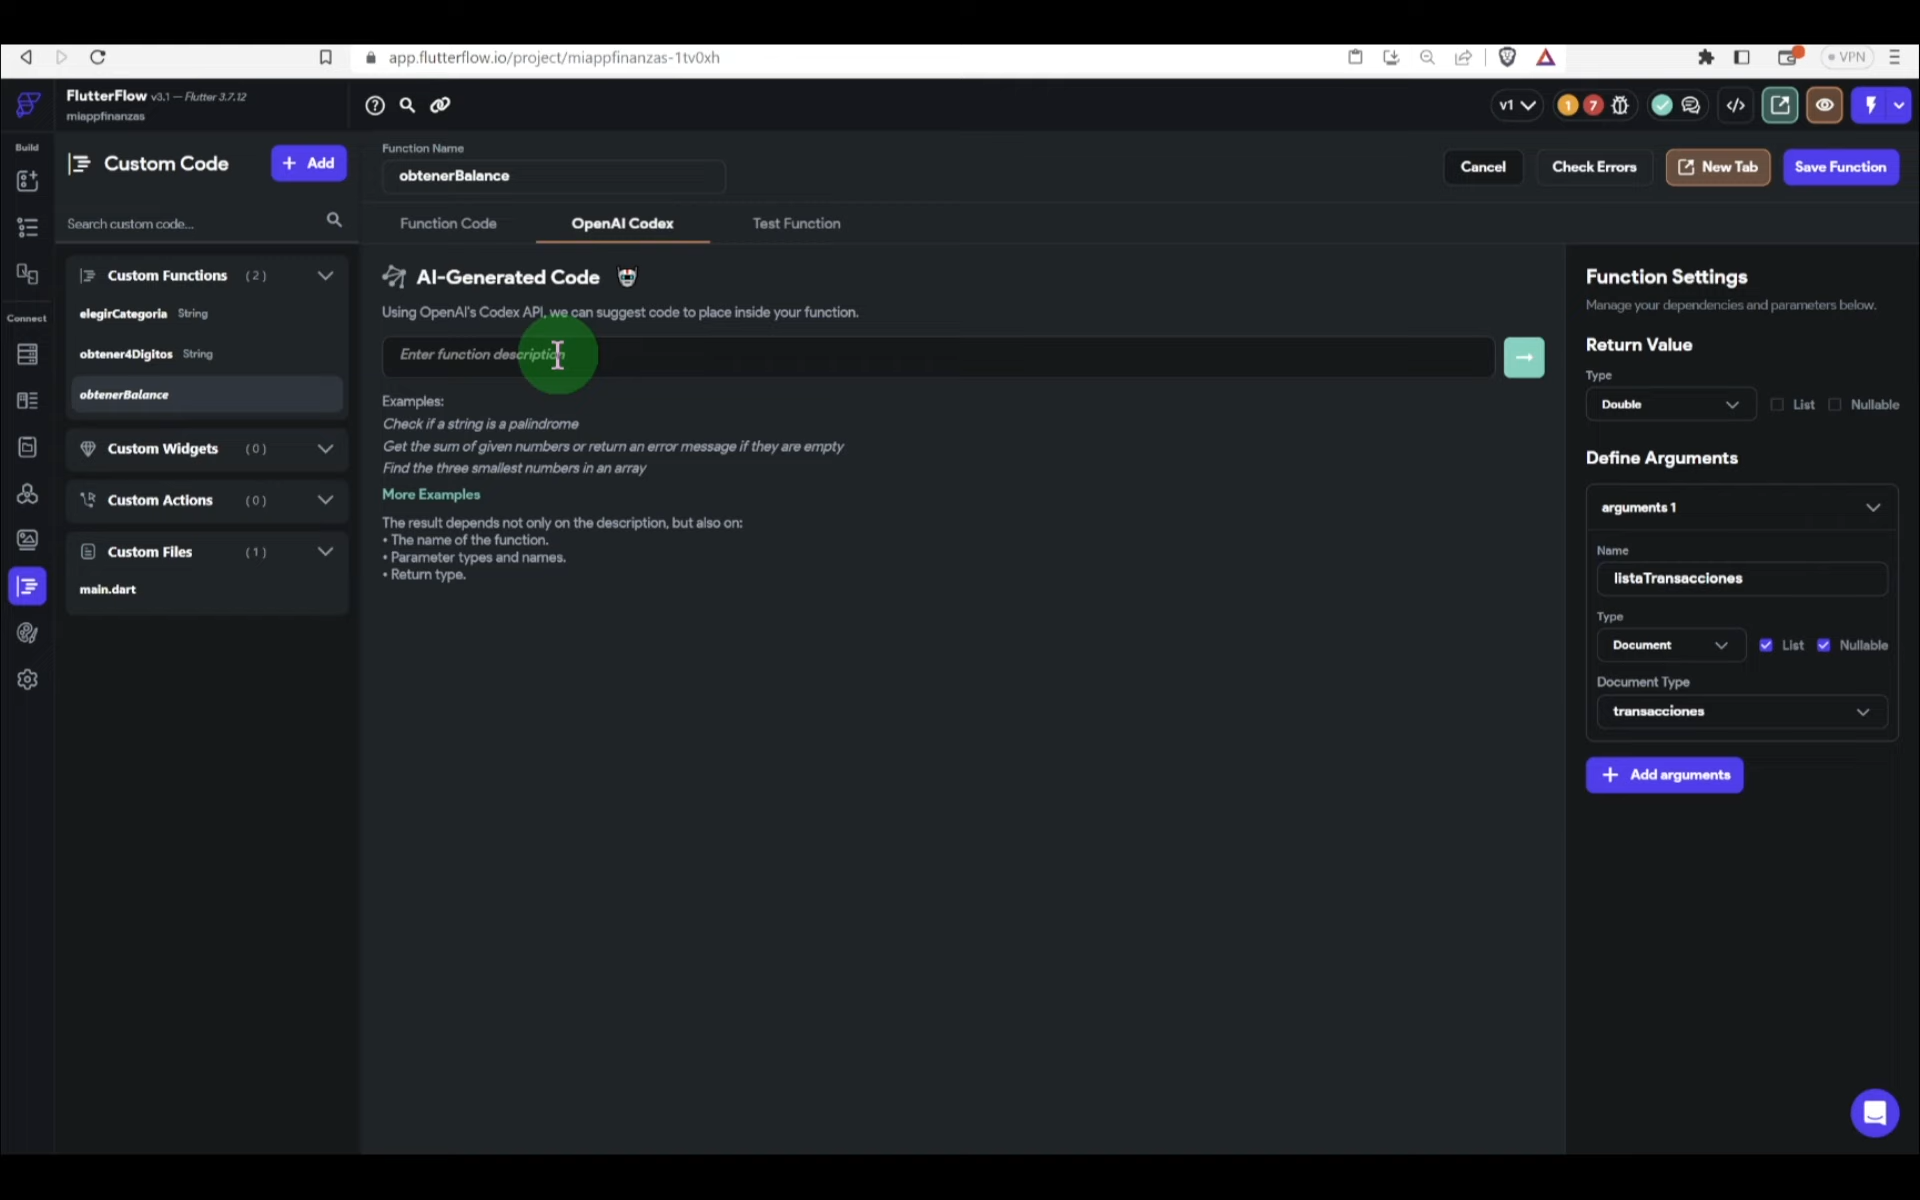 app.flutterflow.io/project/miappfinanzas-1tv0xh
VPN
FlutterFlow v3.1 — Flutter 3.7.12
miappfinanzas
v1
1
7
Build
Custom Code
+ Add
Search custom code...
Custom Functions (2)
elegirCategoria String
obtener4Digitos String
obtenerBalance
Connect
Custom Widgets (0)
Custom Actions (0)
Custom Files (1)
main.dart
Function Name
obtenerBalance
Cancel
Check Errors
New Tab
Save Function
Function Code
OpenAI Codex
Test Function
AI-Generated Code
Using OpenAI's Codex API, we can suggest code to place inside your function.
Enter function description
Examples:
Check if a string is a palindrome
Get the sum of given numbers or return an error message if they are empty
Find the three smallest numbers in an array
More Examples
The result depends not only on the description, but also on:
• The name of the function.
• Parameter types and names.
• Return type.
Function Settings
Manage your dependencies and parameters below.
Return Value
Type
Double
List
Nullable
Define Arguments
arguments 1
Name
listaTransacciones
Type
Document
List
Nullable
Document Type
transacciones
+ Add arguments